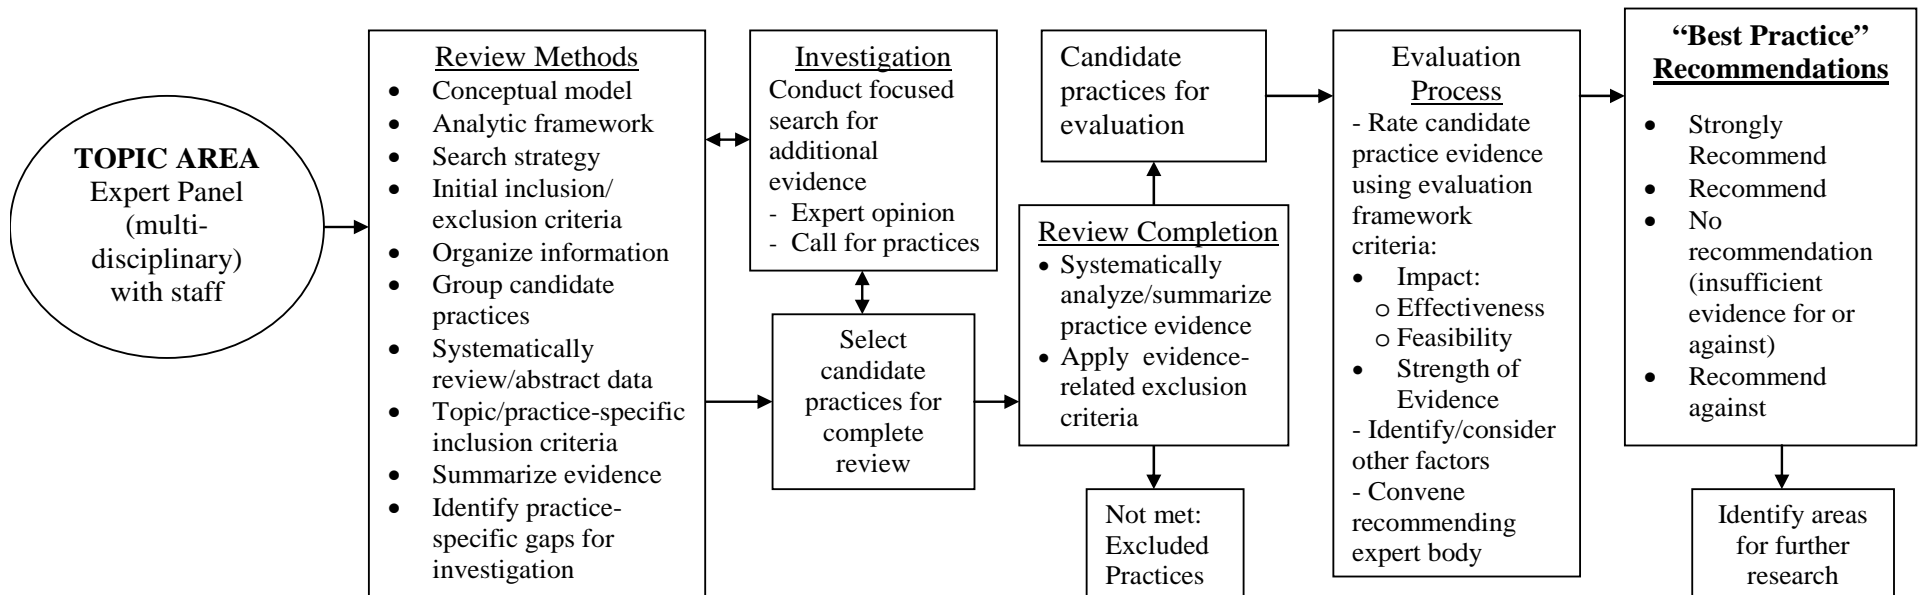 TOPIC AREA
Expert Panel
(multi-
disciplinary)
with staff
Review Methods
• Conceptual model
• Analytic framework
• Search strategy
• Initial inclusion/
exclusion criteria
• Organize information
• Group candidate
practices
• Systematically
review/abstract data
• Topic/practice-specific
inclusion criteria
• Summarize evidence
• Identify practice-
specific gaps for
investigation
Investigation
Conduct focused
search for
additional
evidence
- Expert opinion
- Call for practices
Select
candidate
practices for
complete
review
Candidate
practices for
evaluation
Review Completion
• Systematically
analyze/summarize
practice evidence
• Apply evidence-
related exclusion
criteria
Not met:
Excluded
Practices
Evaluation
Process
- Rate candidate
practice evidence
using evaluation
framework
criteria:
• Impact:
o Effectiveness
o Feasibility
• Strength of
Evidence
- Identify/consider
other factors
- Convene
recommending
expert body
“Best Practice”
Recommendations
• Strongly
Recommend
• Recommend
• No
recommendation
(insufficient
evidence for or
against)
• Recommend
against
Identify areas
for further
research